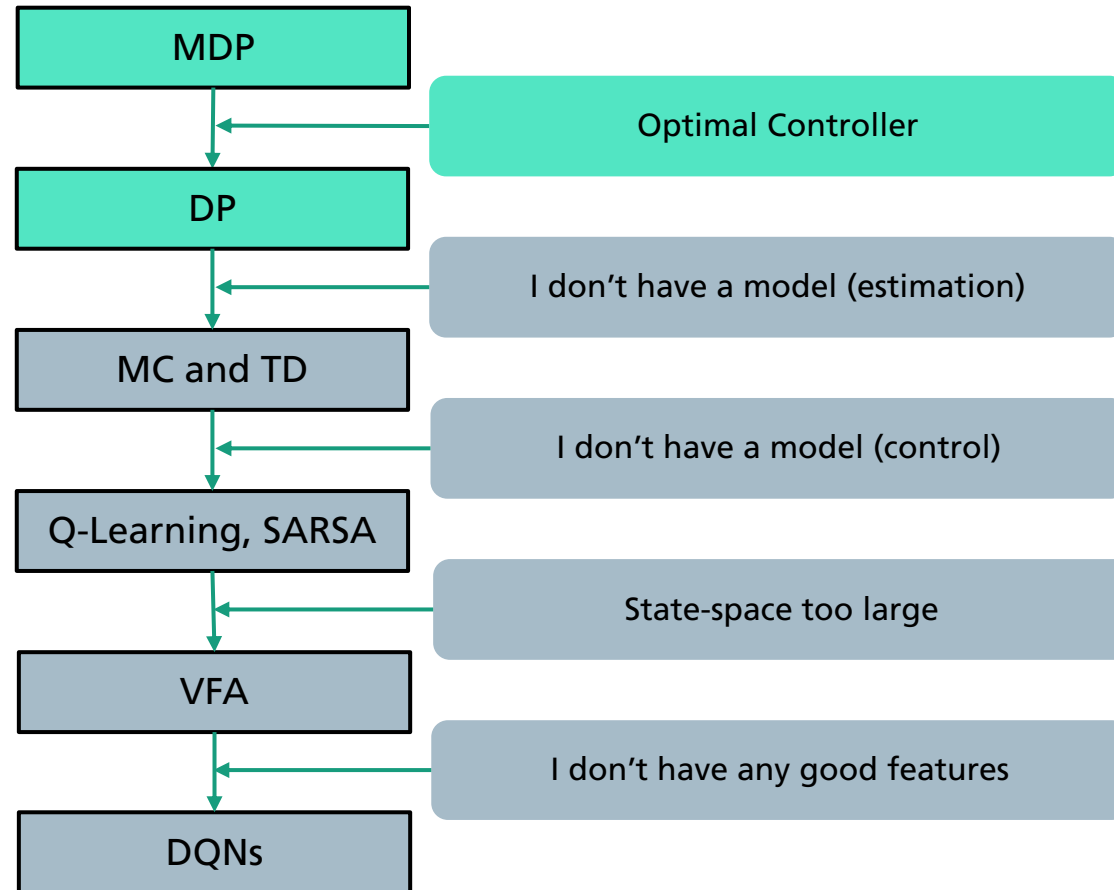 MDP
Optimal Controller
DP
I don’t have a model (estimation)
MC and TD
I don’t have a model (control)
Q-Learning, SARSA
State-space too large
VFA
I don’t have any good features
DQNs